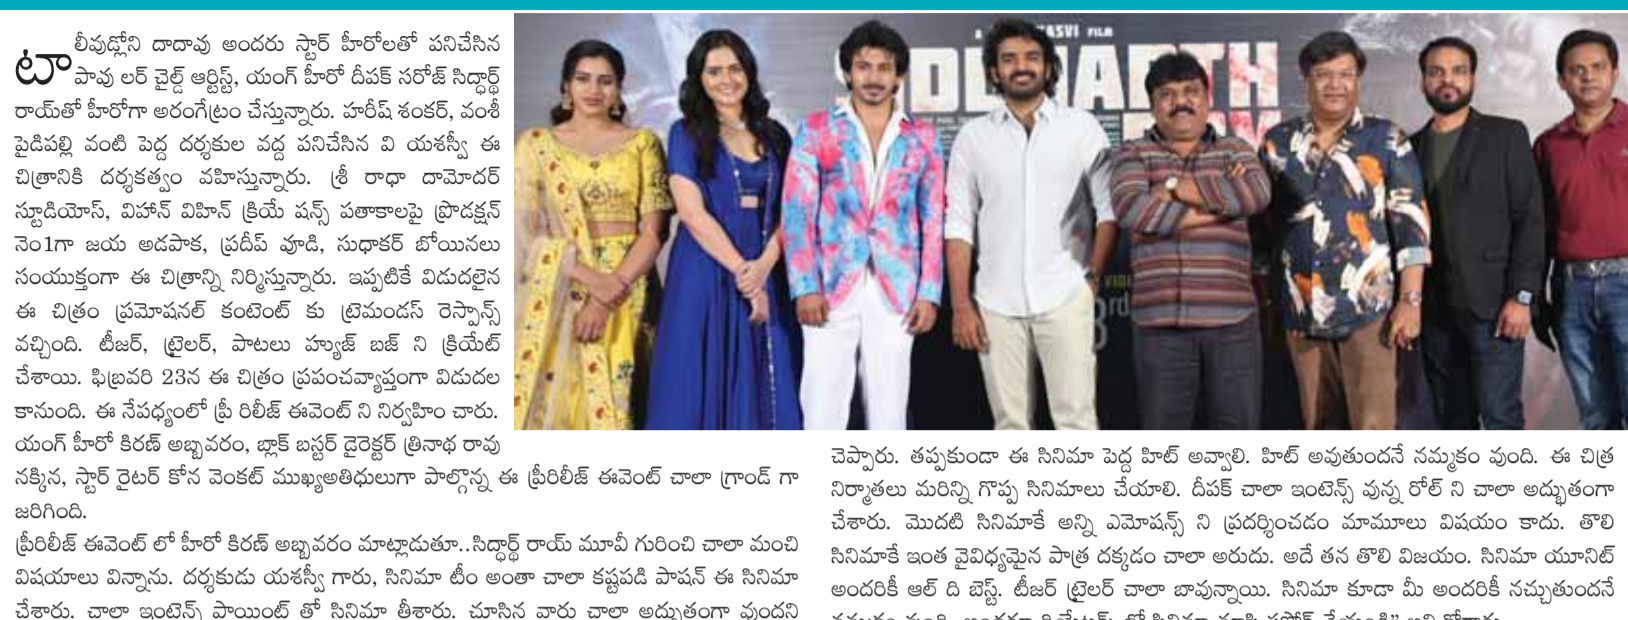 టాలీవుడ్లోని దాదావు అందరు స్టార్ హీరోలతో పనిచేసిన
పావు లర్ చైల్డ్ ఆర్టిస్ట్, యంగ్ హీరో దీపక్ సరోజ్ సిద్ధార్థ్
రాయ్‌తో హీరోగా అరంగేట్రం చేస్తున్నారు. హరీష్ శంకర్, వంశీ
పైడిపల్లి వంటి పెద్ద దర్శకుల వద్ద పనిచేసిన వి యశస్వీ ఈ
చిత్రానికి దర్శకత్వం వహిస్తున్నారు. శ్రీ రాధా దామోదర్
స్టూడియోస్, విహాన్ విహిన్ క్రియే షన్స్ పతాకాలపై ప్రొడక్షన్
నెం1గా జయ అడపాక, ప్రదీప్ వూడి, సుధాకర్ బోయినలు
సంయుక్తంగా ఈ చిత్రాన్ని నిర్మిస్తున్నారు. ఇప్పటికే విడుదలైన
ఈ చిత్రం ప్రమోషనల్ కంటెంట్ కు ట్రెమండస్ రెస్పాన్స్
వచ్చింది. టీజర్, ట్రైలర్, పాటలు హ్యుజ్ బజ్ ని క్రియేట్
చేశాయి. ఫిబ్రవరి 23న ఈ చిత్రం ప్రపంచవ్యాప్తంగా విడుదల
కానుంది. ఈ నేపథ్యంలో ప్రీ రిలీజ్ ఈవెంట్ ని నిర్వహిం చారు.
యంగ్ హీరో కిరణ్ అబ్బవరం, బ్లాక్ బస్టర్ డైరెక్టర్ త్రినాథ రావు
నక్కిన, స్టార్ రైటర్ కోన వెంకట్ ముఖ్యఅతిధులుగా పాల్గొన్న ఈ ప్రీరిలీజ్ ఈవెంట్ చాలా గ్రాండ్ గా
జరిగింది.
ప్రీరిలీజ్ ఈవెంట్ లో హీరో కిరణ్ అబ్బవరం మాట్లాడుతూ..సిద్ధార్థ్ రాయ్ మూవీ గురించి చాలా మంచి
విషయాలు విన్నాను. దర్శకుడు యశస్వీ గారు, సినిమా టీం అంతా చాలా కష్టపడి పాషన్ ఈ సినిమా
చేశారు. చాలా ఇంటెన్స్ పాయింట్ తో సినిమా తీశారు. చూసిన వారు చాలా అద్భుతంగా వుందని
చెప్పారు. తప్పకుండా ఈ సినిమా పెద్ద హిట్ అవ్వాలి. హిట్ అవుతుందనే నమ్మకం వుంది. ఈ చిత్ర
నిర్మాతలు మరిన్ని గొప్ప సినిమాలు చేయాలి. దీపక్ చాలా ఇంటెన్స్ వున్న రోల్ ని చాలా అద్భుతంగా
చేశారు. మొదటి సినిమాకే అన్ని ఎమోషన్స్ ని ప్రదర్శించడం మామూలు విషయం కాదు. తొలి
సినిమాకే ఇంత వైవిధ్యమైన పాత్ర దక్కడం చాలా అరుదు. అదే తన తొలి విజయం. సినిమా యూనిట్
అందరికీ ఆల్ ది బెస్ట్. టీజర్ ట్రైలర్ చాలా బావున్నాయి. సినిమా కూడా మీ అందరికీ నచ్చుతుందనే
FILM
3rd